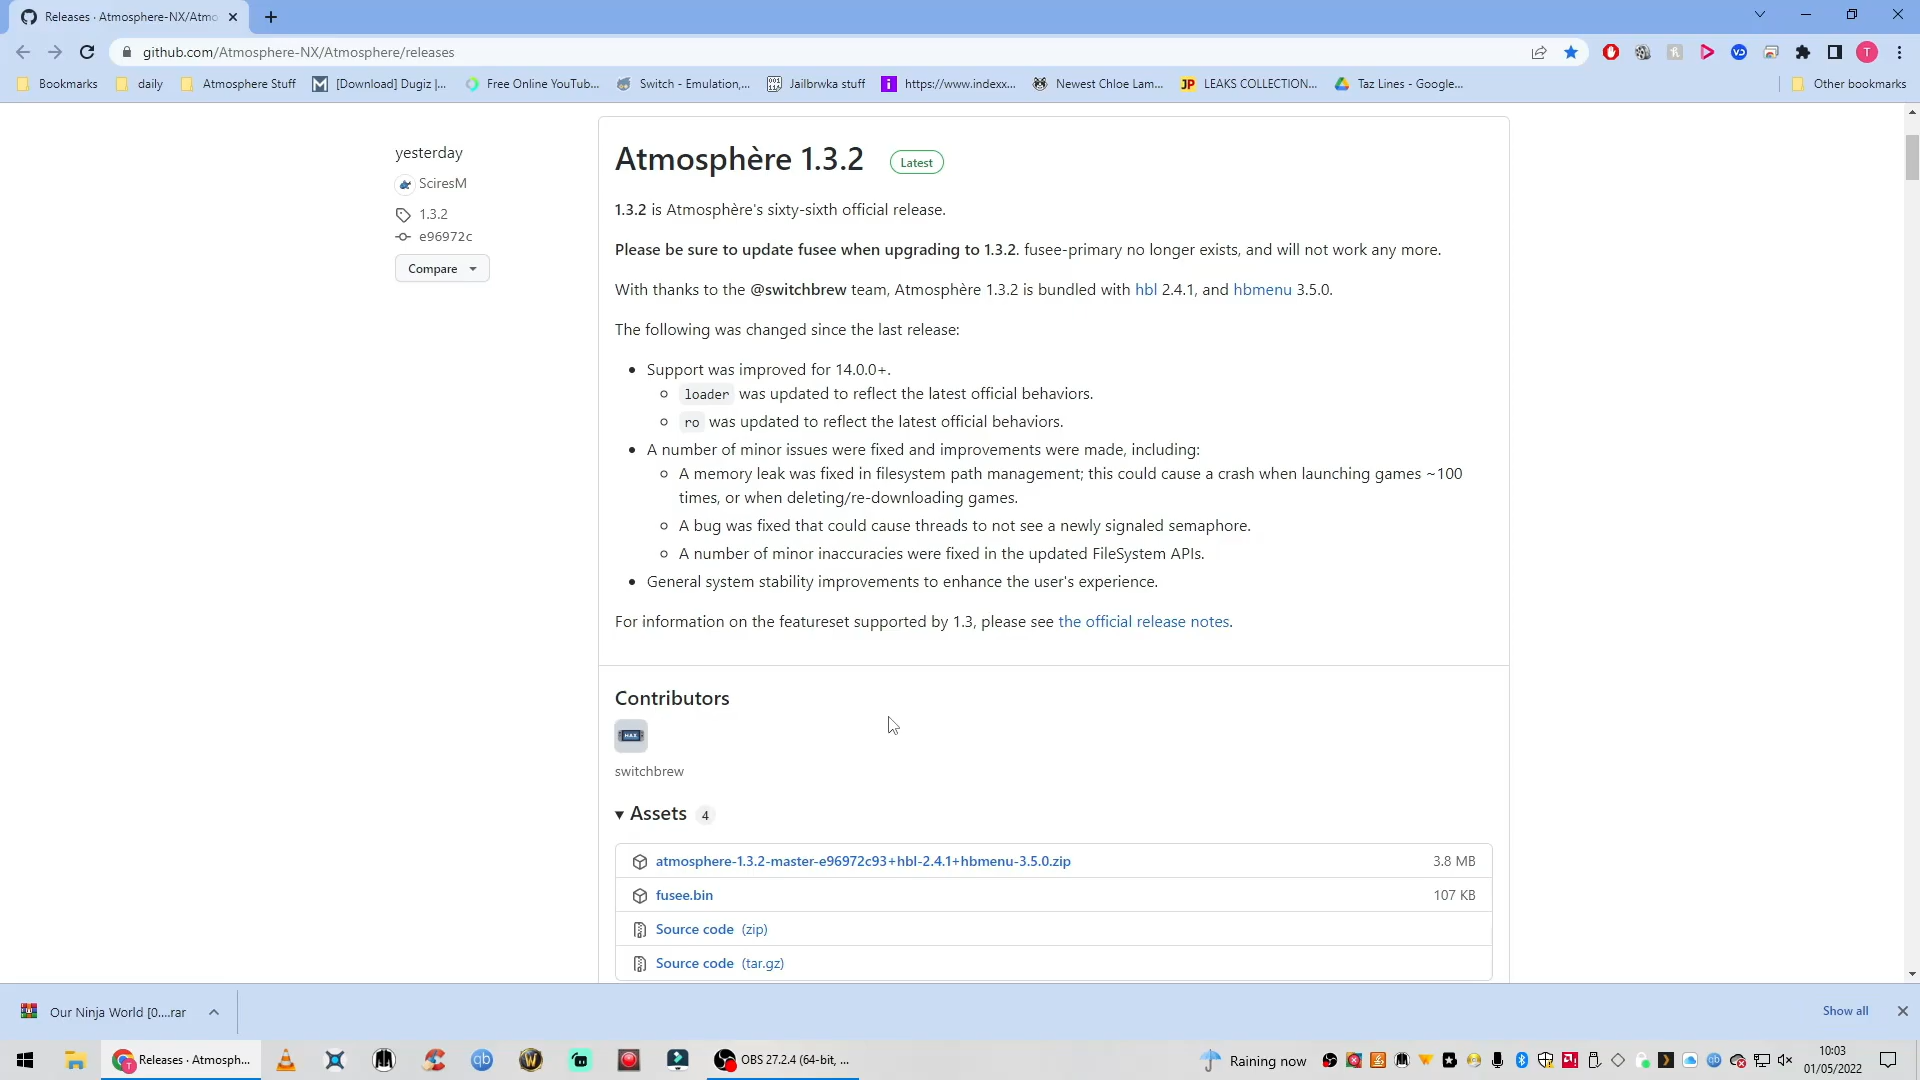 Releases · Atmosphere-NX/Atmo
github.com/Atmosphere-NX/Atmosphere/releases
T
Bookmarks
daily
Atmosphere Stuff
[Download] Dugiz |...
Free Online YouTub...
Switch - Emulation,...
Jailbrwka stuff
https://www.indexx...
Newest Chloe Lam...
JP
LEAKS COLLECTION...
Taz Lines - Google...
Other bookmarks
yesterday
SciresM
1.3.2
e96972c
Compare
Atmosphère 1.3.2
Latest
1.3.2 is Atmosphère's sixty-sixth official release.
Please be sure to update fusee when upgrading to 1.3.2. fusee-primary no longer exists, and will not work any more.
With thanks to the @switchbrew team, Atmosphère 1.3.2 is bundled with hbl 2.4.1, and hbmenu 3.5.0.
The following was changed since the last release:
Support was improved for 14.0.0+.
loader was updated to reflect the latest official behaviors.
ro was updated to reflect the latest official behaviors.
A number of minor issues were fixed and improvements were made, including:
A memory leak was fixed in filesystem path management; this could cause a crash when launching games ~100
times, or when deleting/re-downloading games.
A bug was fixed that could cause threads to not see a newly signaled semaphore.
A number of minor inaccuracies were fixed in the updated FileSystem APIs.
General system stability improvements to enhance the user's experience.
For information on the featureset supported by 1.3, please see the official release notes.
Contributors
switchbrew
Assets 4
atmosphere-1.3.2-master-e96972c93+hbl-2.4.1+hbmenu-3.5.0.zip
3.8 MB
fusee.bin
107 KB
Source code (zip)
Source code (tar.gz)
Our Ninja World [0....rar
Show all
Releases · Atmosph...
qb
OBS 27.2.4 (64-bit, ...
Raining now
10:03
01/05/2022